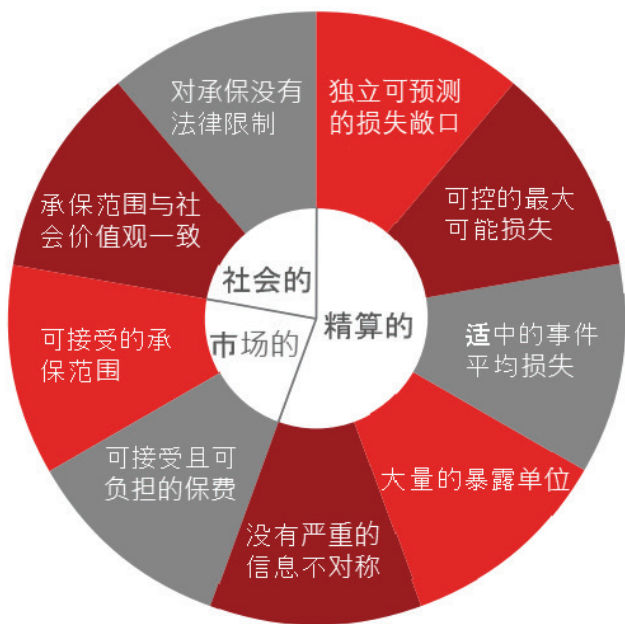 对承保没有
法律限制
独立可预测
的损失敞口
可控的最大
可能损失
适中的事件
平均损失
大量的暴露单位
没有严重的
信息不对称
可接受且可
负担的保费
可接受的承
保范围
承保范围与社
会价值观一致
社会的
市场的
精算的